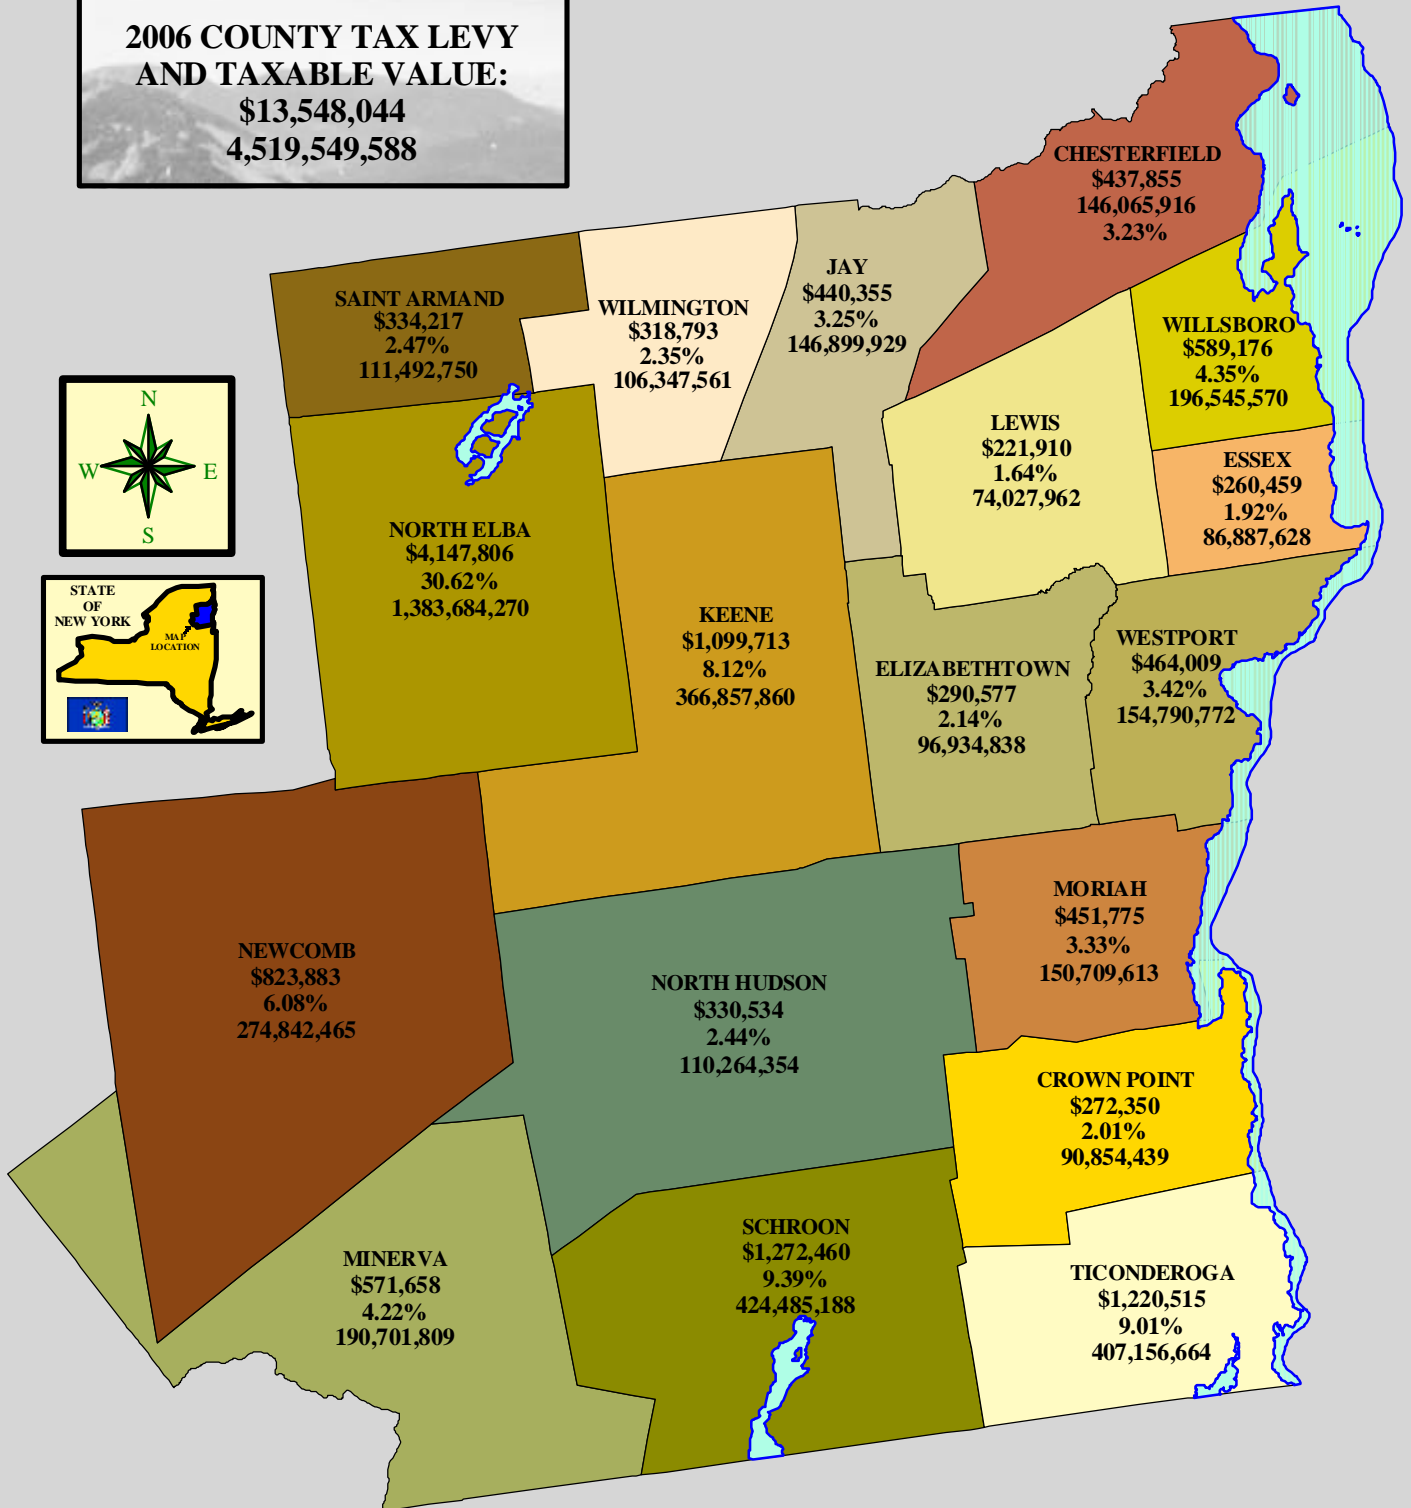 2006 COUNTY TAX LEVY
AND TAXABLE VALUE:
$13,548,044
4,519,549,588
CHESTERFIELD
$437,855
146,065,916
3.23%
JAY
$440,355
3.25%
146,899,929
SAINT ARMAND
$334,217
2.47%
111,492,750
WILMINGTON
$318,793
2.35%
106,347,561
WILLSBORO
$589,176
4.35%
196,545,570
N
W
E
S
LEWIS
$221,910
1.64%
74,027,962
ESSEX
$260,459
1.92%
86,887,628
NORTH ELBA
$4,147,806
30.62%
1,383,684,270
STATE
OF
NEW YORK
MAP
LOCATION
KEENE
$1,099,713
8.12%
366,857,860
ELIZABETHTOWN
$290,577
2.14%
96,934,838
WESTPORT
$464,009
3.42%
154,790,772
MORIAH
$451,775
3.33%
150,709,613
NEWCOMB
$823,883
6.08%
274,842,465
NORTH HUDSON
$330,534
2.44%
110,264,354
CROWN POINT
$272,350
2.01%
90,854,439
MINERVA
$571,658
4.22%
190,701,809
SCHROON
$1,272,460
9.39%
424,485,188
TICONDEROGA
$1,220,515
9.01%
407,156,664